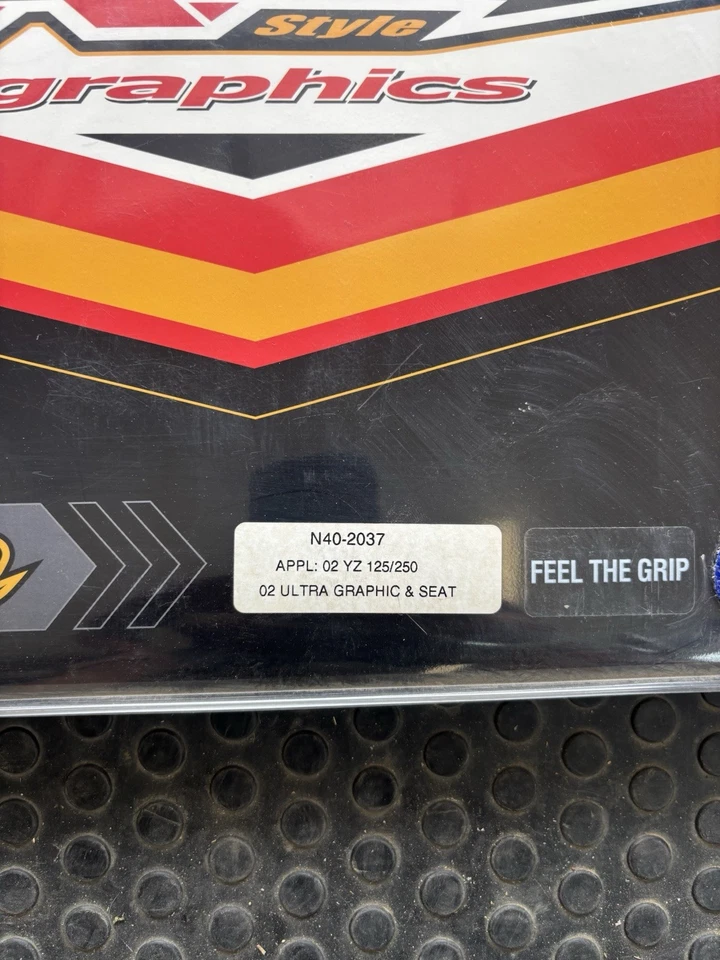 Style
graphics
N40-2037
APPL: 02 YZ 125/250
02 ULTRA GRAPHIC & SEAT
FEEL THE GRIP